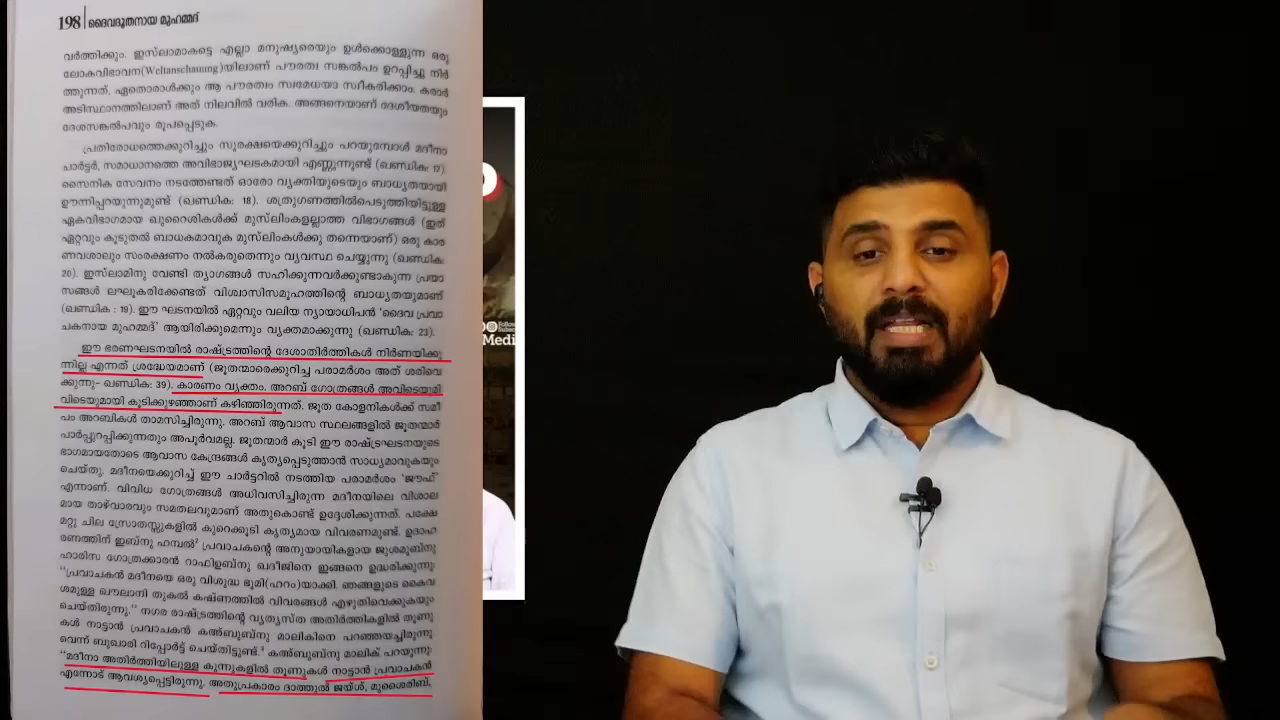 198 ദൈവദൂതനായ മുഹമ്മദ്
വർത്തിക്കും. ഇസ്‌ലാമാകട്ടെ എല്ലാ മനുഷ്യരെയും ഉൾക്കൊള്ളുന്ന ഒരു
ലോകവിഭാവന(Weltanschauung)യിലാണ് പൗരത്വ സങ്കൽപം ഉറപ്പിച്ചു നിർ
ത്തുന്നത്. ഏതൊരാൾക്കും ആ പൗരത്വം സ്വമേധയാ സ്വീകരിക്കാം. കരാർ
അടിസ്ഥാനത്തിലാണ് അത് നിലവിൽ വരിക. അങ്ങനെയാണ് ദേശീയതയും
ദേശസങ്കൽപവും രൂപപ്പെടുക.
പ്രതിരോധത്തെക്കുറിച്ചും സുരക്ഷയെക്കുറിച്ചും പറയുമ്പോൾ മദീനാ
ചാർട്ടർ, സമാധാനത്തെ അവിഭാജ്യഘടകമായി എണ്ണുന്നുണ്ട് (ഖണ്ഡിക: 17).
സൈനിക സേവനം നടത്തേണ്ടത് ഓരോ വ്യക്തിയുടെയും ബാധ്യതയായി
ഊന്നിപ്പറയുന്നുമുണ്ട് (ഖണ്ഡിക: 18). ശത്രുഗണത്തിൽപെടുത്തിയിട്ടുള്ള
ഏകവിഭാഗമായ ഖുറൈശികൾക്ക് മുസ്‌ലിംകളല്ലാത്ത വിഭാഗങ്ങൾ (ഇത്
ഏറ്റവും കൂടുതൽ ബാധകമാവുക മുസ്‌ലിംകൾക്കു തന്നെയാണ്) ഒരു കാര
ണവശാലും സംരക്ഷണം നൽകരുതെന്നും വ്യവസ്ഥ ചെയ്യുന്നു (ഖണ്ഡിക:
20). ഇസ്‌ലാമിനു വേണ്ടി ത്യാഗങ്ങൾ സഹിക്കുന്നവർക്കുണ്ടാകുന്ന പ്രയാ
സങ്ങൾ ലഘൂകരിക്കേണ്ടത് വിശ്വാസിസമൂഹത്തിന്റെ ബാധ്യതയുമാണ്
(ഖണ്ഡിക : 19). ഈ ഘടനയിൽ ഏറ്റവും വലിയ ന്യായാധിപൻ 'ദൈവ പ്രവാ
ചകനായ മുഹമ്മദ്' ആയിരിക്കുമെന്നും വ്യക്തമാക്കുന്നു (ഖണ്ഡിക: 23).
ഈ ഭരണഘടനയിൽ രാഷ്ട്രത്തിന്റെ ദേശാതിർത്തികൾ നിർണയിക്കു
ന്നില്ല എന്നത് ശ്രദ്ധേയമാണ് (ജൂതന്മാരെക്കുറിച്ച പരാമർശം അത് ശരിവെ
ക്കുന്നു- ഖണ്ഡിക: 39). കാരണം വ്യക്തം. അറബ് ഗോത്രങ്ങൾ അവിടെയുമി
വിടെയുമായി കൂടിക്കുഴഞ്ഞാണ് കഴിഞ്ഞിരുന്നത്. ജൂത കോളനികൾക്ക് സമീ
പം അറബികൾ താമസിച്ചിരുന്നു. അറബ് ആവാസ സ്ഥലങ്ങളിൽ ജൂതന്മാർ
പാർപ്പുറപ്പിക്കുന്നതും അപൂർവമല്ല. ജൂതന്മാർ കൂടി ഈ രാഷ്ട്രഘടനയുടെ
ഭാഗമായതോടെ ആവാസ കേന്ദ്രങ്ങൾ കൃത്യപ്പെടുത്താൻ സാധ്യമാവുകയും
ചെയ്തു. മദീനയെക്കുറിച്ച് ഈ ചാർട്ടറിൽ നടത്തിയ പരാമർശം 'ജൗഫ്'
എന്നാണ്. വിവിധ ഗോത്രങ്ങൾ അധിവസിച്ചിരുന്ന മദീനയിലെ വിശാല
മായ താഴ്‌വാരവും സമതലവുമാണ് അതുകൊണ്ട് ഉദ്ദേശിക്കുന്നത്. പക്ഷേ
മറ്റു ചില സ്രോതസ്സുകളിൽ കുറെക്കൂടി കൃത്യമായ വിവരണമുണ്ട്. ഉദാഹ
രണത്തിന് ഇബ്‌നു ഹമ്പൽ² പ്രവാചകന്റെ അനുയായികളായ ജുശമുബ്‌നു
ഹാരിസ ഗോത്രക്കാരൻ റാഫിഉബ്‌നു ഖദീജിനെ ഇങ്ങനെ ഉദ്ധരിക്കുന്നു:
"പ്രവാചകൻ മദീനയെ ഒരു വിശുദ്ധ ഭൂമി(ഹറം)യാക്കി. ഞങ്ങളുടെ കൈവ
ശമുള്ള ഖൗലാനി തുകൽ കഷ്ണത്തിൽ വിവരങ്ങൾ എഴുതിവെക്കുകയും
ചെയ്തിരുന്നു." നഗര രാഷ്ട്രത്തിന്റെ വ്യത്യസ്ത അതിർത്തികളിൽ തൂണു
കൾ നാട്ടാൻ പ്രവാചകൻ കഅ്ബുബ്‌നു മാലികിനെ പറഞ്ഞയച്ചിരുന്നു
വെന്ന് ബുഖാരി റിപ്പോർട്ട് ചെയ്തിട്ടുണ്ട്.³ കഅ്ബുബ്‌നു മാലിക് പറയുന്നു:
"മദീനാ അതിർത്തിയിലുള്ള കുന്നുകളിൽ തൂണുകൾ നാട്ടാൻ പ്രവാചകൻ
എന്നോട് ആവശ്യപ്പെട്ടിരുന്നു. അതുപ്രകാരം ദാത്തുൽ ജയ്ശ്, മുശൈരിബ്,
Medi